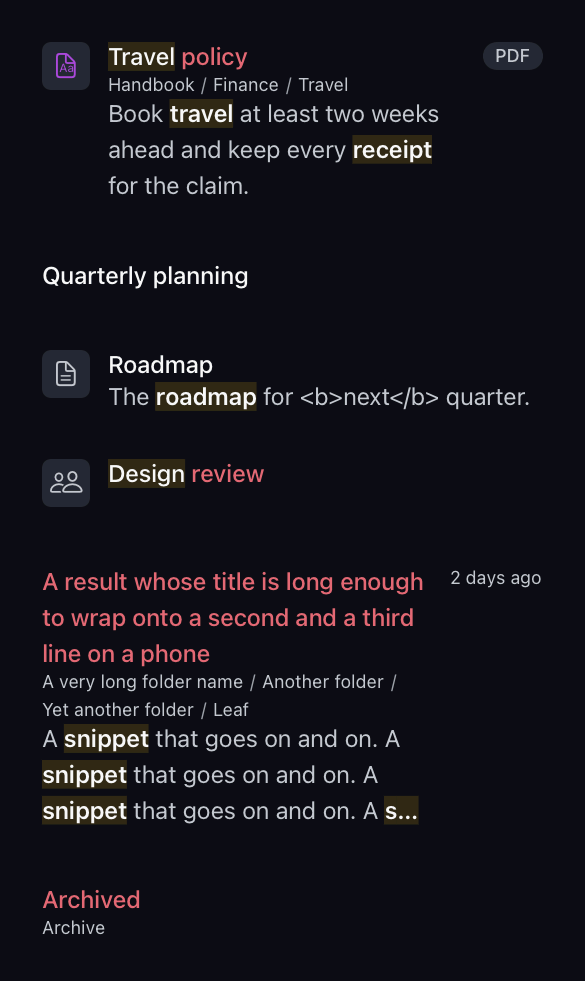 Travel policy
PDF
Handbook / Finance / Travel
Book travel at least two weeks
ahead and keep every receipt
for the claim.
Quarterly planning
Roadmap
The roadmap for <b>next</b> quarter.
Design review
A result whose title is long enough
2 days ago
to wrap onto a second and a third
line on a phone
A very long folder name / Another folder /
Yet another folder / Leaf
A snippet that goes on and on. A
snippet that goes on and on. A
snippet that goes on and on. A s...
Archived
Archive